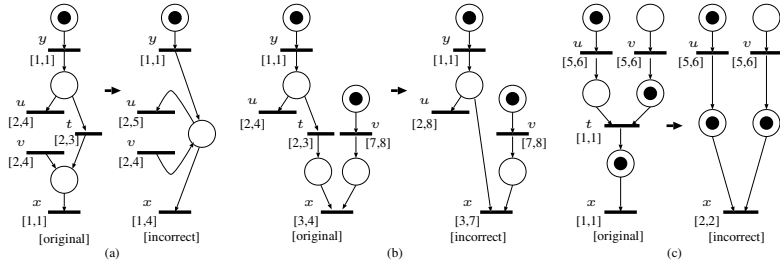 y
[1,1]
u
[2,4]
t
[2,3]
v
[2,4]
x
[1,1]
[original]
y
[1,1]
u
[2,5]
v
[2,4]
x
[1,4]
[incorrect]
(a)
y
[1,1]
u
[2,4]
t
[2,3]
v
[7,8]
x
[3,4]
[original]
y
[1,1]
u
[2,8]
v
[7,8]
x
[3,7]
[incorrect]
(b)
u
[5,6]
v
[5,6]
t
[1,1]
x
[1,1]
[original]
u
[5,6]
v
[5,6]
x
[2,2]
[incorrect]
(c)